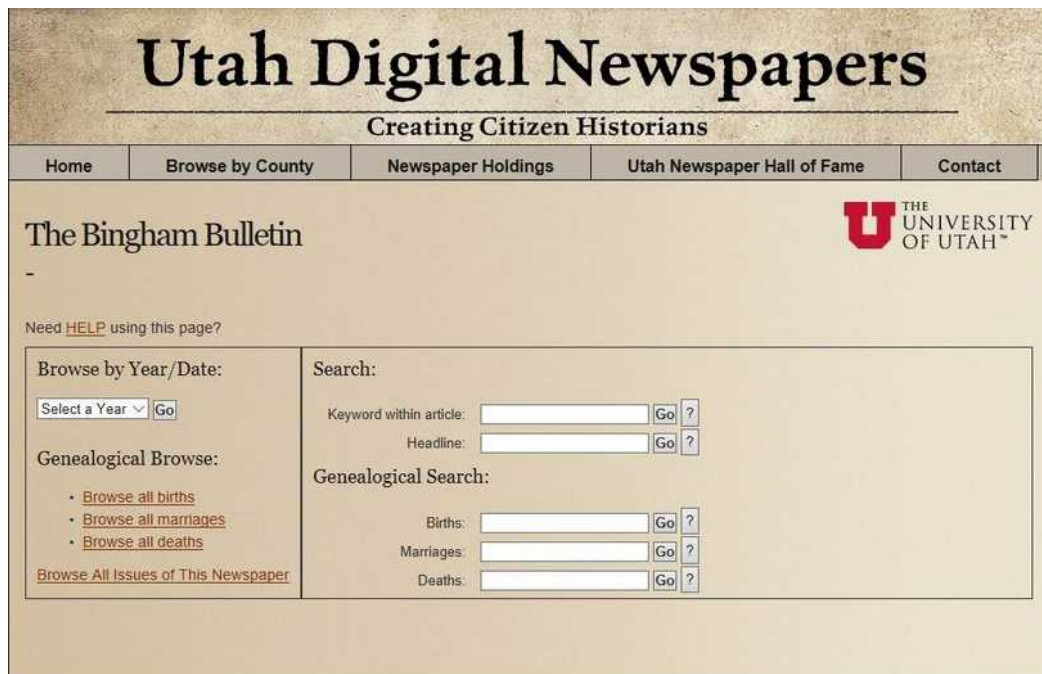 Utah Digital Newspapers
Creating Citizen Historians
Home Browse by County Newspaper Holdings Utah Newspaper Hall of Fame Contact
The Bingham Bulletin
-
U THE UNIVERSITY OF UTAH™
Need HELP using this page?
Browse by Year/Date:
Select a Year Go
Genealogical Browse:
• Browse all births
• Browse all marriages
• Browse all deaths
Browse All Issues of This Newspaper
Search:
Keyword within article: Go ?
Headline: Go ?
Genealogical Search:
Births: Go ?
Marriages: Go ?
Deaths: Go ?